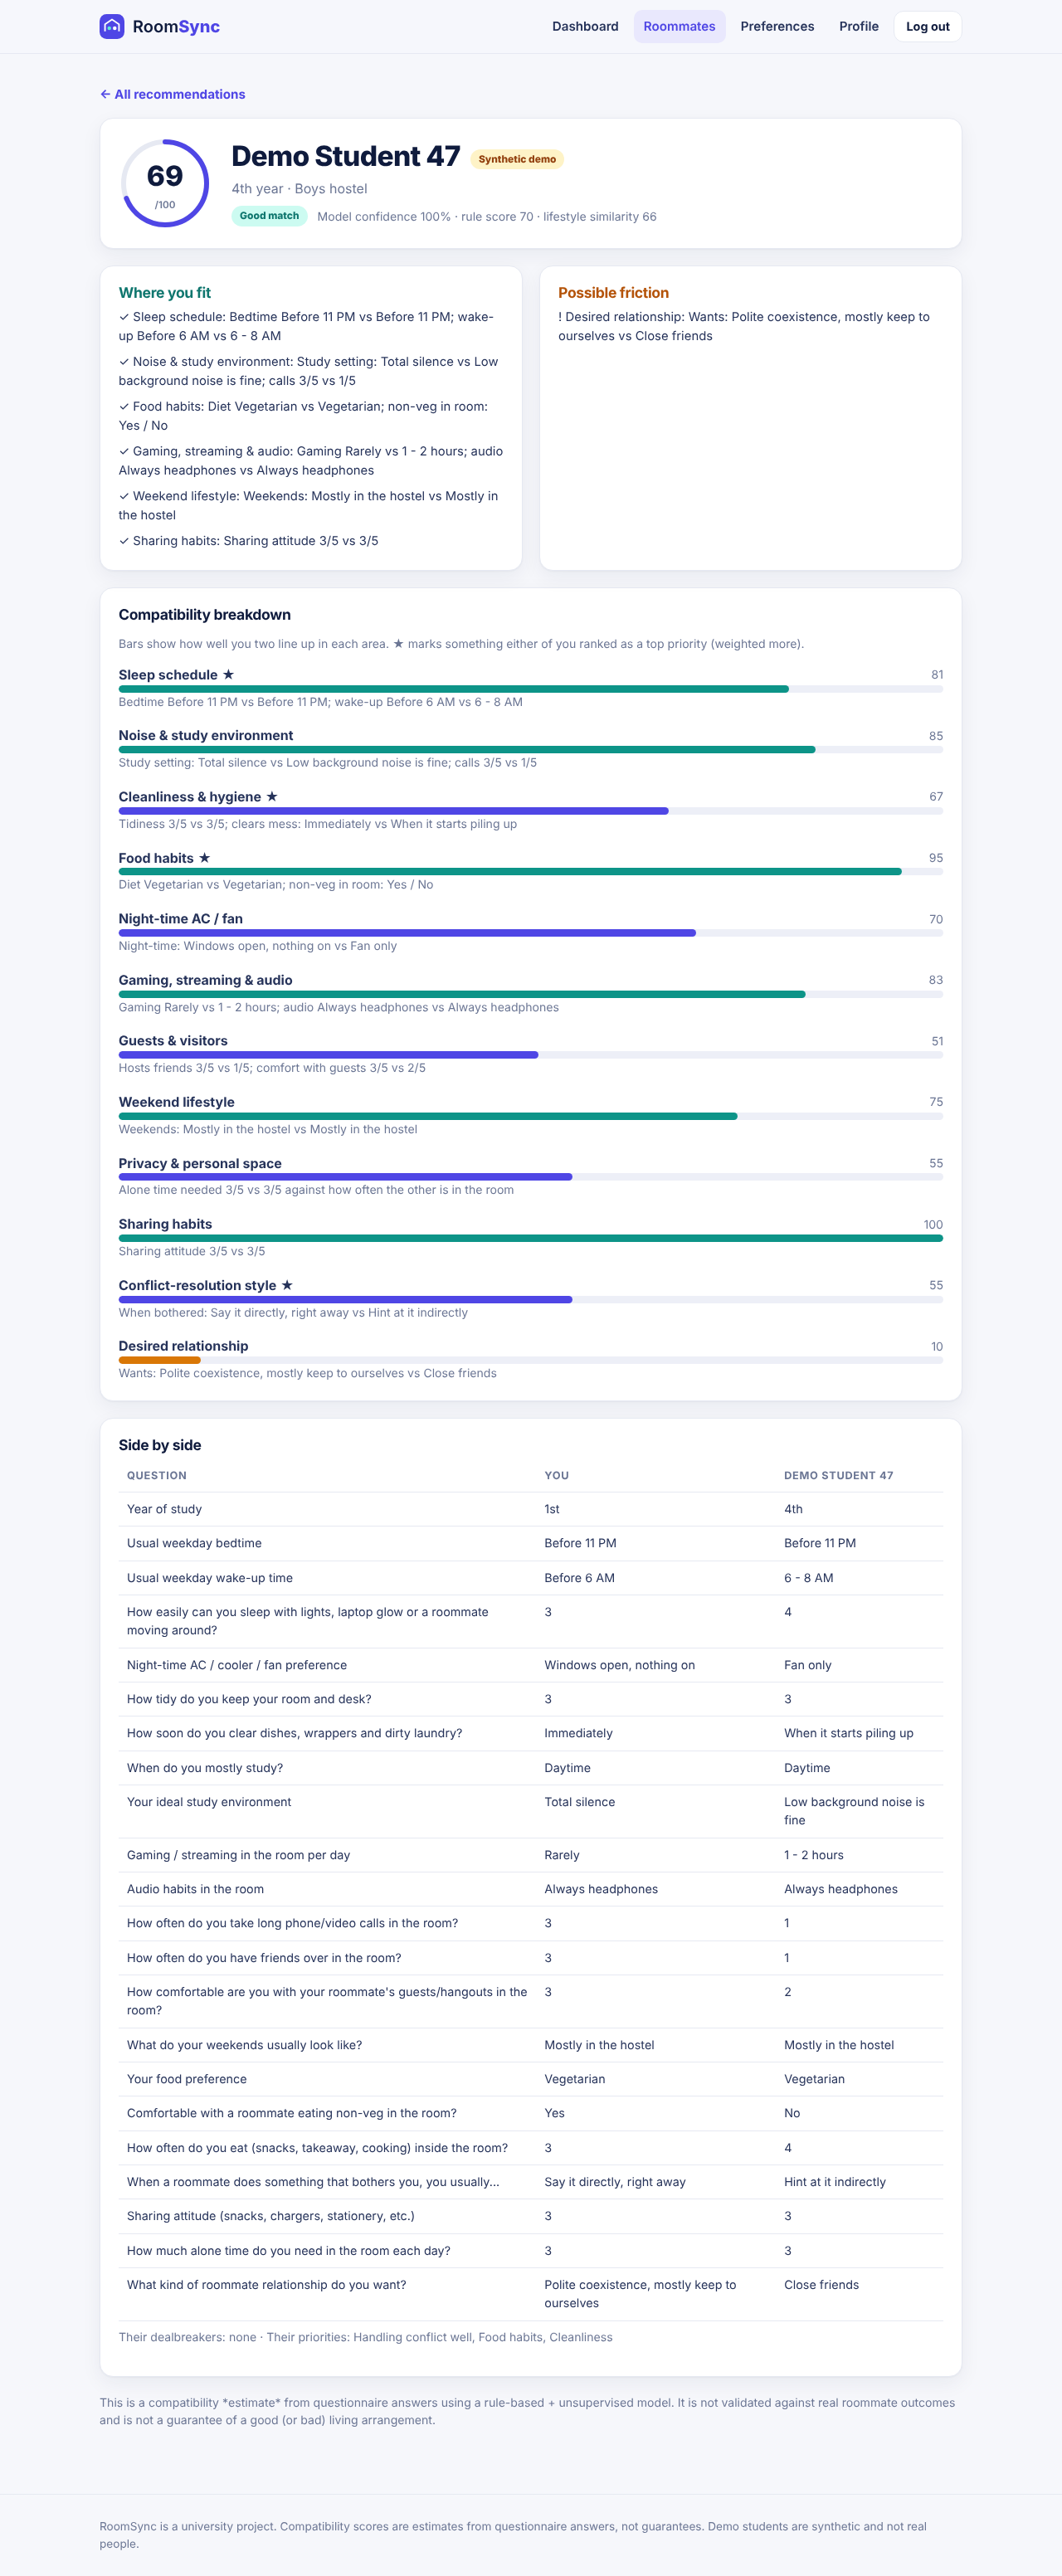 RoomSync
Dashboard Roommates Preferences Profile Log out
← All recommendations
69
/100
Demo Student 47 Synthetic demo
4th year · Boys hostel
Good match Model confidence 100% · rule score 70 · lifestyle similarity 66
Where you fit
✓ Sleep schedule: Bedtime Before 11 PM vs Before 11 PM; wake-
up Before 6 AM vs 6 - 8 AM
✓ Noise & study environment: Study setting: Total silence vs Low
background noise is fine; calls 3/5 vs 1/5
✓ Food habits: Diet Vegetarian vs Vegetarian; non-veg in room:
Yes / No
✓ Gaming, streaming & audio: Gaming Rarely vs 1 - 2 hours; audio
Always headphones vs Always headphones
✓ Weekend lifestyle: Weekends: Mostly in the hostel vs Mostly in
the hostel
✓ Sharing habits: Sharing attitude 3/5 vs 3/5
Possible friction
! Desired relationship: Wants: Polite coexistence, mostly keep to
ourselves vs Close friends
Compatibility breakdown
Bars show how well you two line up in each area. ★ marks something either of you ranked as a top priority (weighted more).
Sleep schedule ★ 81
Bedtime Before 11 PM vs Before 11 PM; wake-up Before 6 AM vs 6 - 8 AM
Noise & study environment 85
Study setting: Total silence vs Low background noise is fine; calls 3/5 vs 1/5
Cleanliness & hygiene ★ 67
Tidiness 3/5 vs 3/5; clears mess: Immediately vs When it starts piling up
Food habits ★ 95
Diet Vegetarian vs Vegetarian; non-veg in room: Yes / No
Night-time AC / fan 70
Night-time: Windows open, nothing on vs Fan only
Gaming, streaming & audio 83
Gaming Rarely vs 1 - 2 hours; audio Always headphones vs Always headphones
Guests & visitors 51
Hosts friends 3/5 vs 1/5; comfort with guests 3/5 vs 2/5
Weekend lifestyle 75
Weekends: Mostly in the hostel vs Mostly in the hostel
Privacy & personal space 55
Alone time needed 3/5 vs 3/5 against how often the other is in the room
Sharing habits 100
Sharing attitude 3/5 vs 3/5
Conflict-resolution style ★ 55
When bothered: Say it directly, right away vs Hint at it indirectly
Desired relationship 10
Wants: Polite coexistence, mostly keep to ourselves vs Close friends
Side by side
QUESTION YOU DEMO STUDENT 47
Year of study 1st 4th
Usual weekday bedtime Before 11 PM Before 11 PM
Usual weekday wake-up time Before 6 AM 6 - 8 AM
How easily can you sleep with lights, laptop glow or a roommate 3 4
moving around?
Night-time AC / cooler / fan preference Windows open, nothing on Fan only
How tidy do you keep your room and desk? 3 3
How soon do you clear dishes, wrappers and dirty laundry? Immediately When it starts piling up
When do you mostly study? Daytime Daytime
Your ideal study environment Total silence Low background noise is
fine
Gaming / streaming in the room per day Rarely 1 - 2 hours
Audio habits in the room Always headphones Always headphones
How often do you take long phone/video calls in the room? 3 1
How often do you have friends over in the room? 3 1
How comfortable are you with your roommate's guests/hangouts in the 3 2
room?
What do your weekends usually look like? Mostly in the hostel Mostly in the hostel
Your food preference Vegetarian Vegetarian
Comfortable with a roommate eating non-veg in the room? Yes No
How often do you eat (snacks, takeaway, cooking) inside the room? 3 4
When a roommate does something that bothers you, you usually... Say it directly, right away Hint at it indirectly
Sharing attitude (snacks, chargers, stationery, etc.) 3 3
How much alone time do you need in the room each day? 3 3
What kind of roommate relationship do you want? Polite coexistence, mostly keep to Close friends
ourselves
Their dealbreakers: none · Their priorities: Handling conflict well, Food habits, Cleanliness
This is a compatibility *estimate* from questionnaire answers using a rule-based + unsupervised model. It is not validated against real roommate outcomes
and is not a guarantee of a good (or bad) living arrangement.
RoomSync is a university project. Compatibility scores are estimates from questionnaire answers, not guarantees. Demo students are synthetic and not real
people.